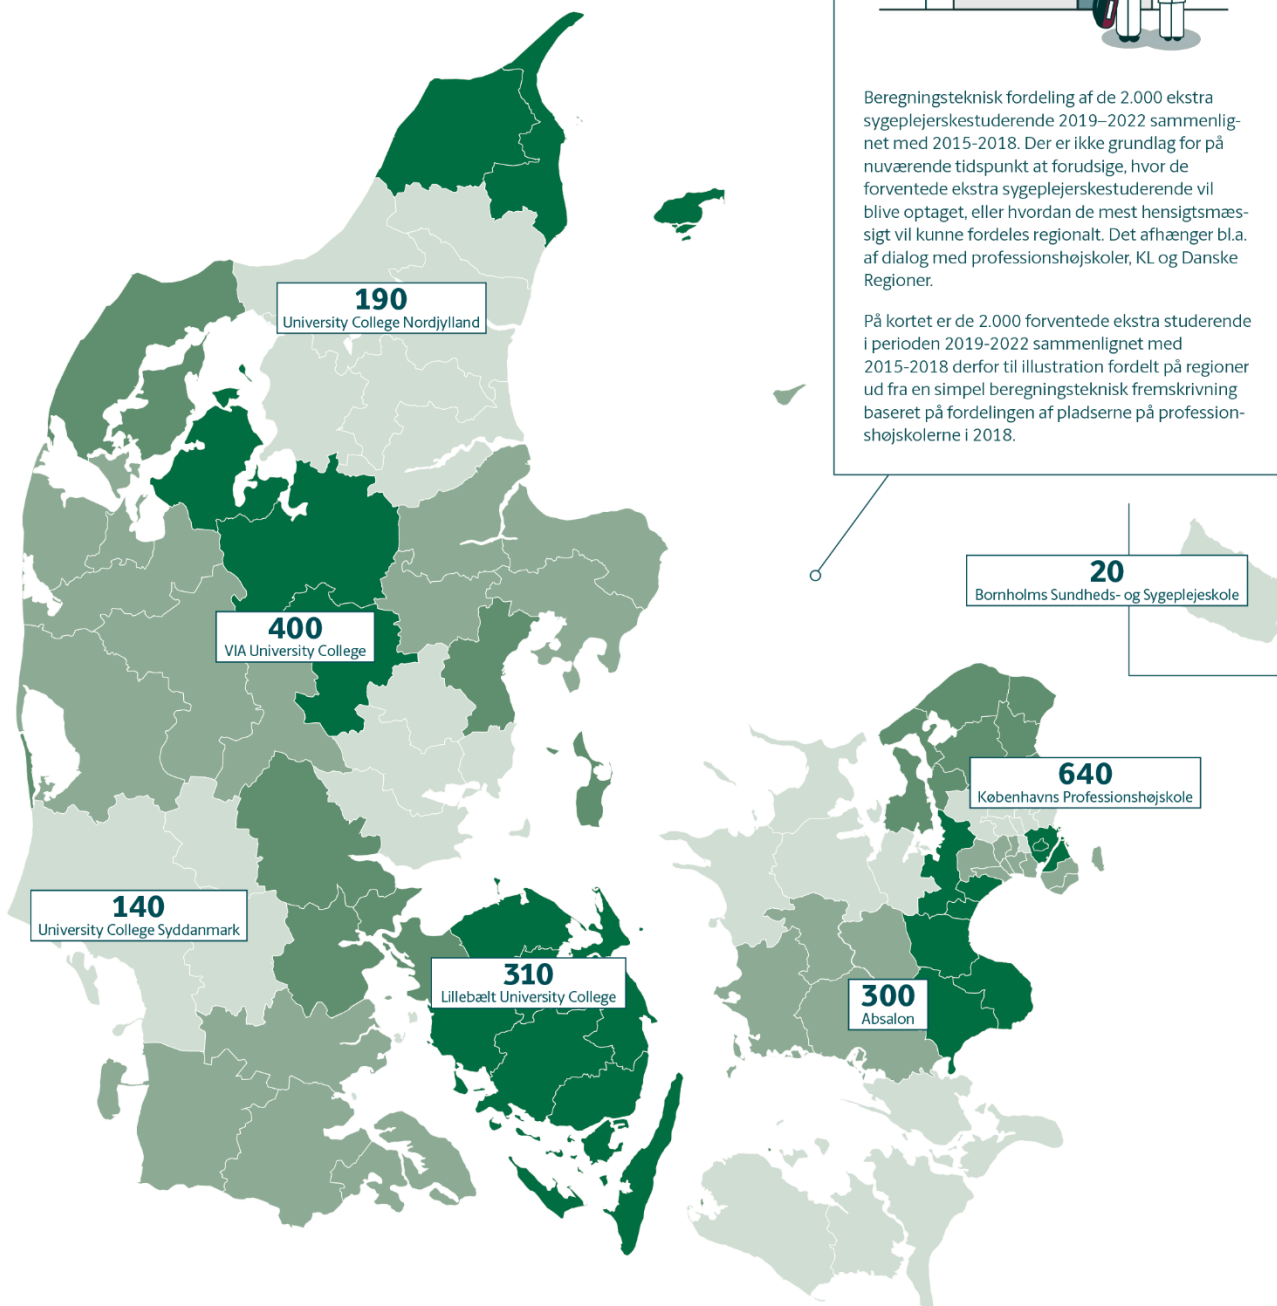 Beregningsteknisk fordeling af de 2.000 ekstra
sygeplejerskestuderende 2019–2022 sammenlig-
net med 2015-2018. Der er ikke grundlag for på
nuværende tidspunkt at forudsige, hvor de
forventede ekstra sygeplejerskestuderende vil
blive optaget, eller hvordan de mest hensigtsmæs-
sigt vil kunne fordeles regionalt. Det afhænger bl.a.
af dialog med professionshøjskoler, KL og Danske
Regioner.
På kortet er de 2.000 forventede ekstra studerende
i perioden 2019-2022 sammenlignet med
2015-2018 derfor til illustration fordelt på regioner
ud fra en simpel beregningsteknisk fremskrivning
baseret på fordelingen af pladserne på profession-
shøjskolerne i 2018.
190
University College Nordjylland
20
Bornholms Sundheds- og Sygeplejeskole
400
VIA University College
640
Københavns Professionshøjskole
140
University College Syddanmark
310
Lillebælt University College
300
Absalon